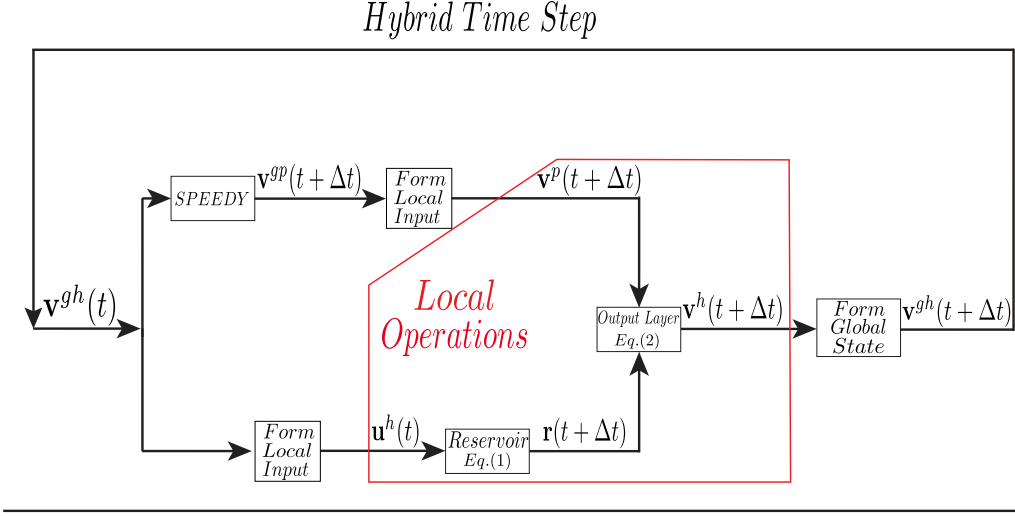 Hybrid Time Step
v^{gp}(t + Δt)
v^p(t + Δt)
SPEEDY
Form
Local
Input
v^{gh}(t)
Local
Operations
Output Layer
Eq.(2)
v^h(t + Δt)
Form
Global
State
v^{gh}(t + Δt)
Form
Local
Input
u^h(t)
Reservoir
Eq.(1)
r(t + Δt)